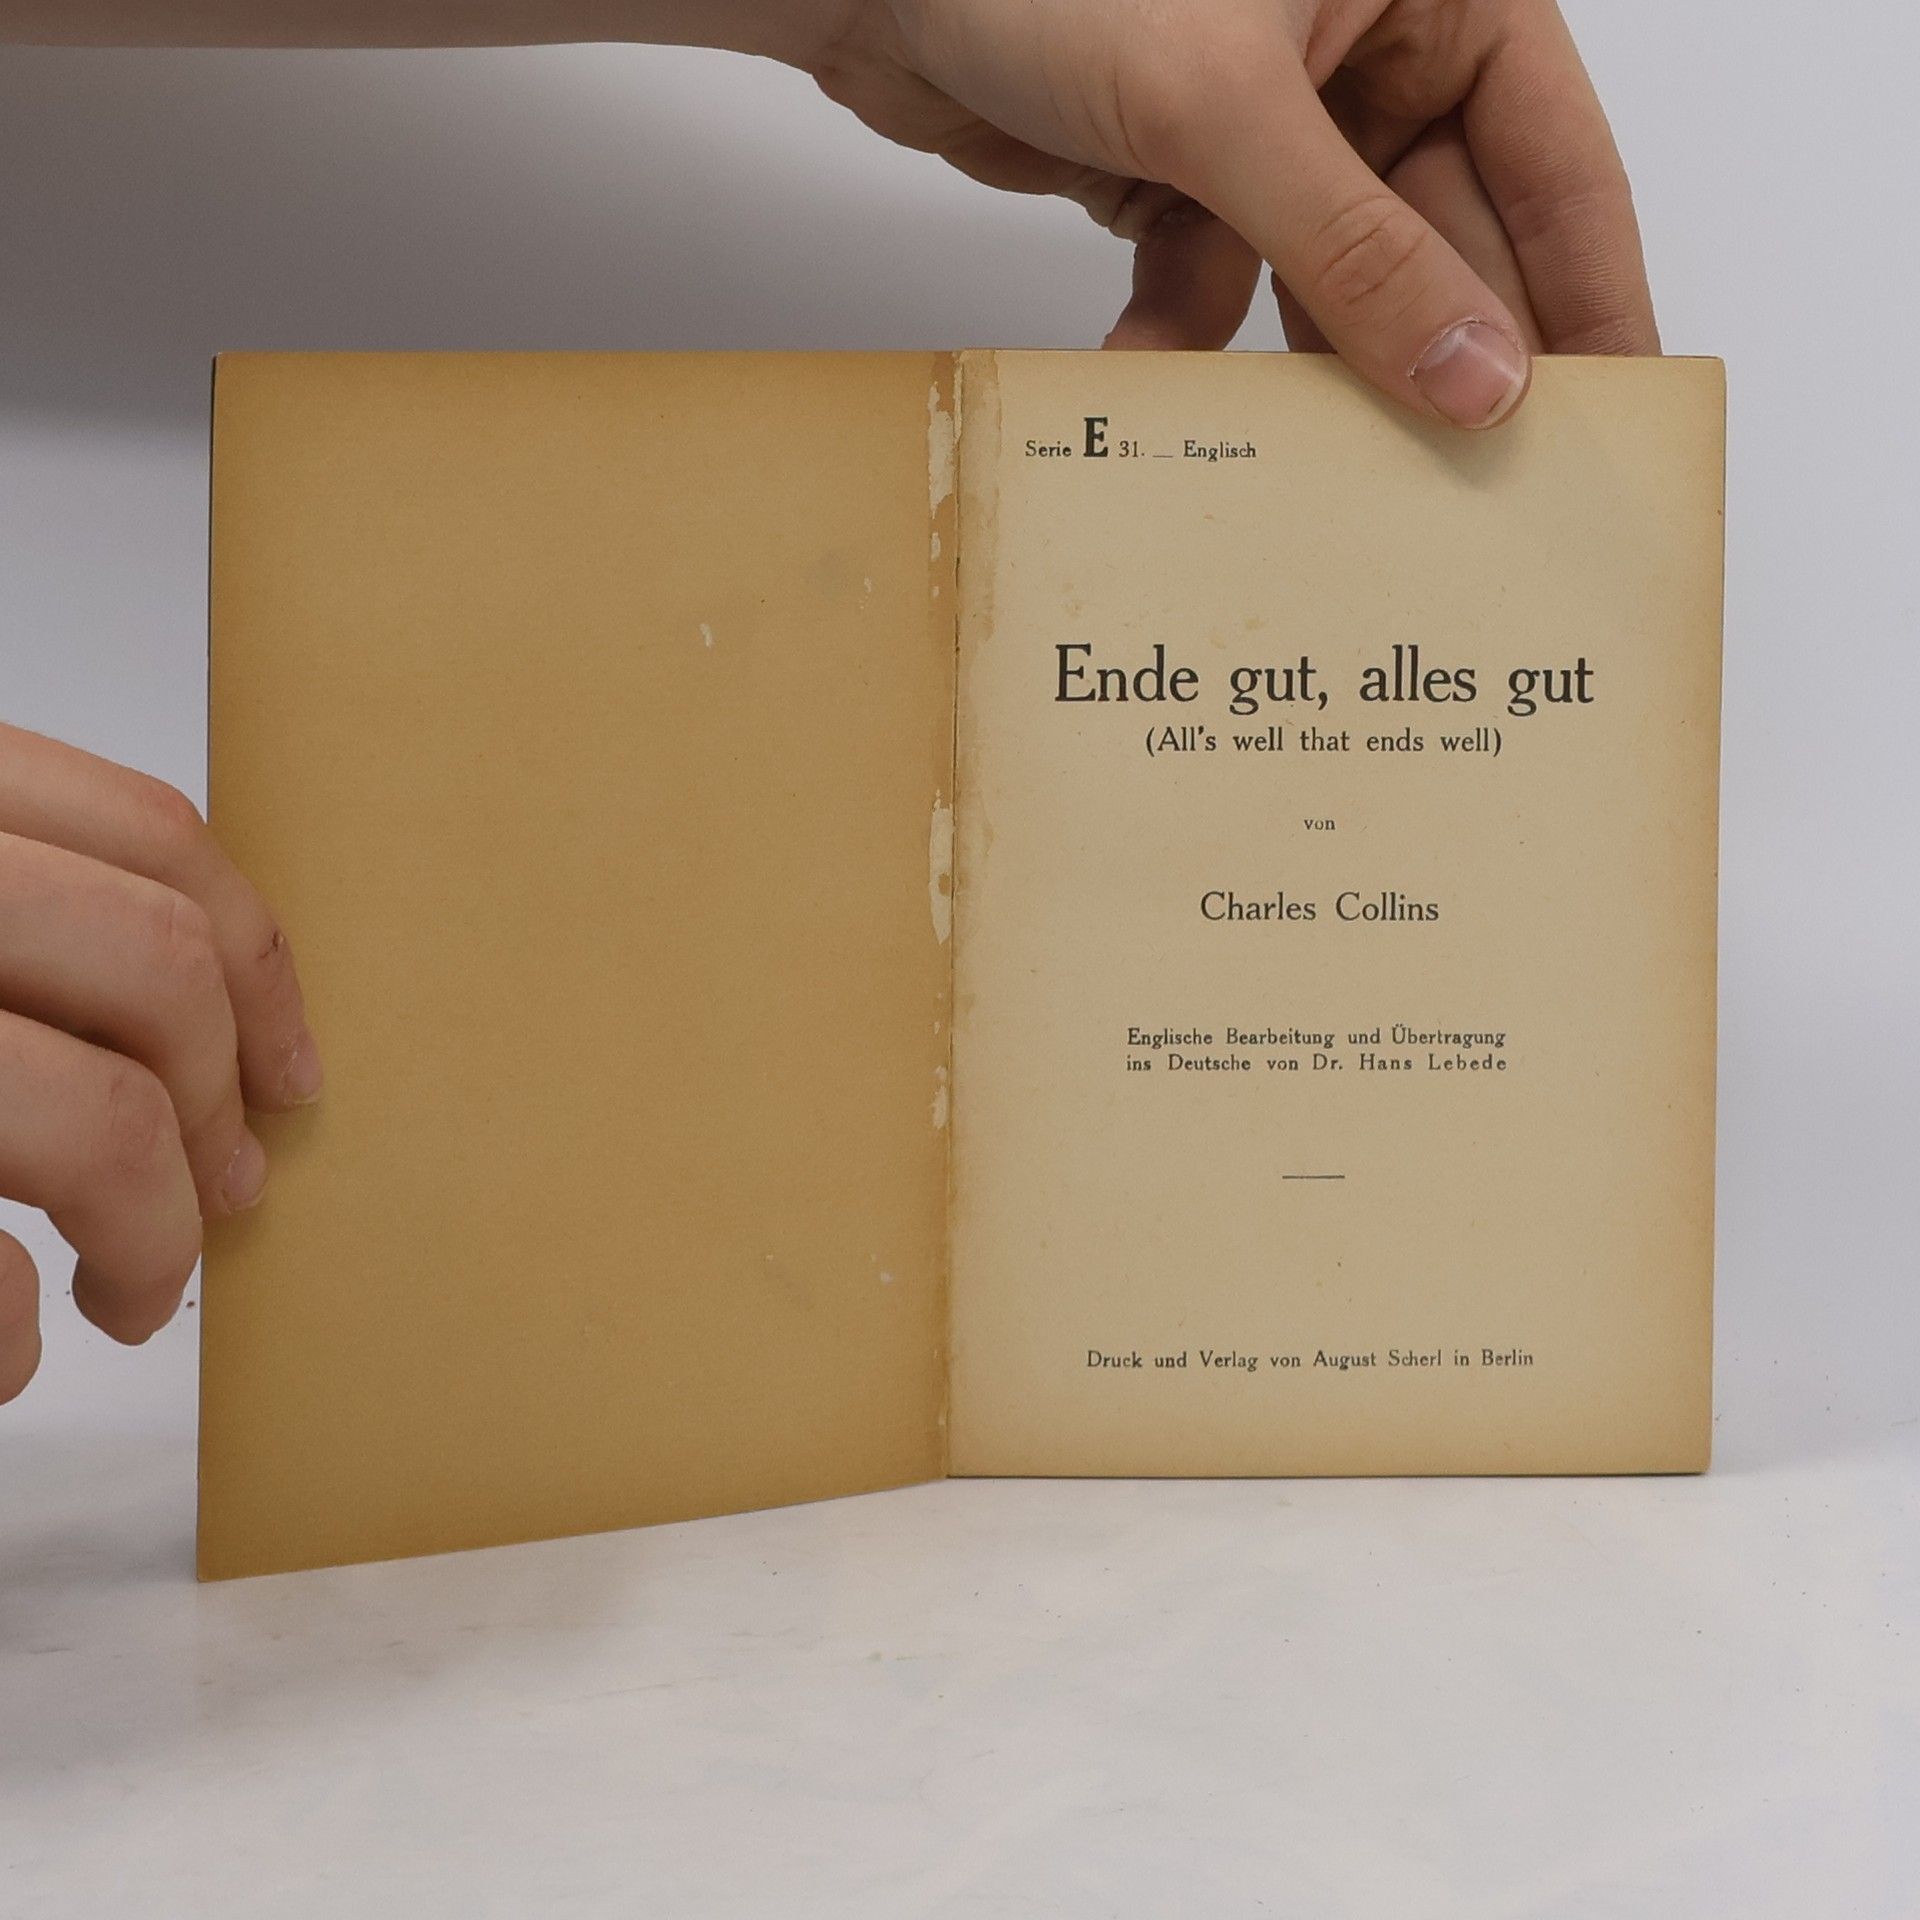 Serie E 31. — Englisch
Ende gut, alles gut
(All's well that ends well)
von
Charles Collins
Englische Bearbeitung und Übertragung
ins Deutsche von Dr. Hans Lebede
Druck und Verlag von August Scherl in Berlin